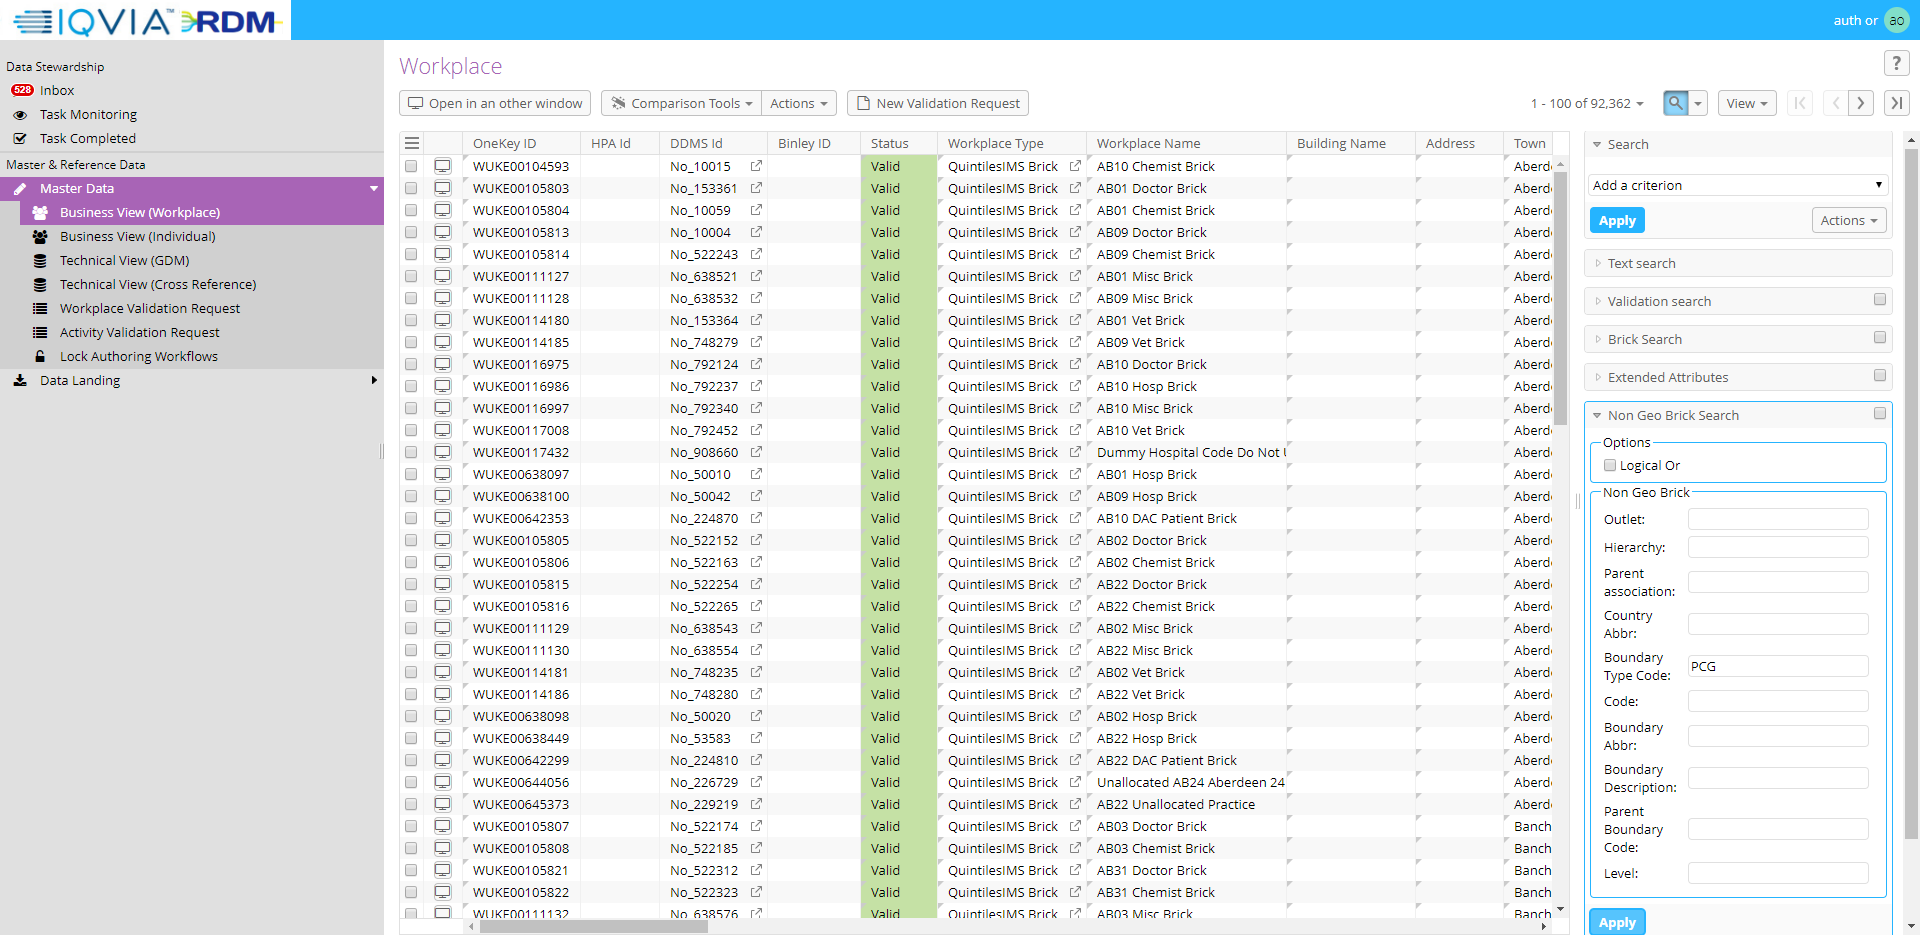 IQVIA™ RDM
auth or ao
Data Stewardship
528 Inbox
Task Monitoring
Task Completed
Master & Reference Data
Master Data
Business View (Workplace)
Business View (Individual)
Technical View (GDM)
Technical View (Cross Reference)
Workplace Validation Request
Activity Validation Request
Lock Authoring Workflows
Data Landing
Workplace
?
Open in an other window Comparison Tools Actions New Validation Request 1 - 100 of 92,362 View
OneKey ID HPA Id DDMS Id Binley ID Status Workplace Type Workplace Name Building Name Address Town
WUKE00104593 No_10015 Valid QuintilesIMS Brick AB10 Chemist Brick Aberd
WUKE00105803 No_153361 Valid QuintilesIMS Brick AB01 Doctor Brick Aberd
WUKE00105804 No_10059 Valid QuintilesIMS Brick AB01 Chemist Brick Aberd
WUKE00105813 No_10004 Valid QuintilesIMS Brick AB09 Doctor Brick Aberd
WUKE00105814 No_522243 Valid QuintilesIMS Brick AB09 Chemist Brick Aberd
WUKE00111127 No_638521 Valid QuintilesIMS Brick AB01 Misc Brick Aberd
WUKE00111128 No_638532 Valid QuintilesIMS Brick AB09 Misc Brick Aberd
WUKE00114180 No_153364 Valid QuintilesIMS Brick AB01 Vet Brick Aberd
WUKE00114185 No_748279 Valid QuintilesIMS Brick AB09 Vet Brick Aberd
WUKE00116975 No_792124 Valid QuintilesIMS Brick AB10 Doctor Brick Aberd
WUKE00116986 No_792237 Valid QuintilesIMS Brick AB10 Hosp Brick Aberd
WUKE00116997 No_792340 Valid QuintilesIMS Brick AB10 Misc Brick Aberd
WUKE00117008 No_792452 Valid QuintilesIMS Brick AB10 Vet Brick Aberd
WUKE00117432 No_908660 Valid QuintilesIMS Brick Dummy Hospital Code Do Not U Aberd
WUKE00638097 No_50010 Valid QuintilesIMS Brick AB01 Hosp Brick Aberd
WUKE00638100 No_50042 Valid QuintilesIMS Brick AB09 Hosp Brick Aberd
WUKE00642353 No_224870 Valid QuintilesIMS Brick AB10 DAC Patient Brick Aberd
WUKE00105805 No_522152 Valid QuintilesIMS Brick AB02 Doctor Brick Aberd
WUKE00105806 No_522163 Valid QuintilesIMS Brick AB02 Chemist Brick Aberd
WUKE00105815 No_522254 Valid QuintilesIMS Brick AB22 Doctor Brick Aberd
WUKE00105816 No_522265 Valid QuintilesIMS Brick AB22 Chemist Brick Aberd
WUKE00111129 No_638543 Valid QuintilesIMS Brick AB02 Misc Brick Aberd
WUKE00111130 No_638554 Valid QuintilesIMS Brick AB22 Misc Brick Aberd
WUKE00114181 No_748235 Valid QuintilesIMS Brick AB02 Vet Brick Aberd
WUKE00114186 No_748280 Valid QuintilesIMS Brick AB22 Vet Brick Aberd
WUKE00638098 No_50020 Valid QuintilesIMS Brick AB02 Hosp Brick Aberd
WUKE00638449 No_53583 Valid QuintilesIMS Brick AB22 Hosp Brick Aberd
WUKE00642299 No_224810 Valid QuintilesIMS Brick AB22 DAC Patient Brick Aberd
WUKE00644056 No_226729 Valid QuintilesIMS Brick Unallocated AB24 Aberdeen 24 Aberd
WUKE00645373 No_229219 Valid QuintilesIMS Brick AB22 Unallocated Practice Aberd
WUKE00105807 No_522174 Valid QuintilesIMS Brick AB03 Doctor Brick Banch
WUKE00105808 No_522185 Valid QuintilesIMS Brick AB03 Chemist Brick Banch
WUKE00105821 No_522312 Valid QuintilesIMS Brick AB31 Doctor Brick Banch
WUKE00105822 No_522323 Valid QuintilesIMS Brick AB31 Chemist Brick Banch
WUKE00111132 No_638576 Valid QuintilesIMS Brick AB03 Misc Brick Banch
Search
Add a criterion
Apply Actions
Text search
Validation search
Brick Search
Extended Attributes
Non Geo Brick Search
Options
Logical Or
Non Geo Brick
Outlet:
Hierarchy:
Parent
association:
Country
Abbr:
Boundary
Type Code: PCG
Code:
Boundary
Abbr:
Boundary
Description:
Parent
Boundary
Code:
Level:
Apply